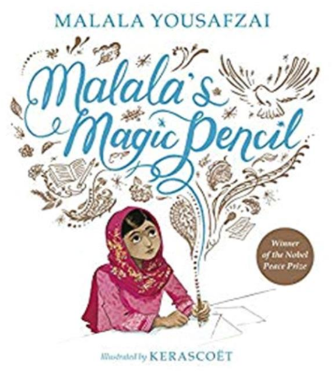 MALALA YOUSAFZAI
Malala's
Magic Pencil
Winner
of the Nobel
Peace Prize
Illustrated by KERASCOËT